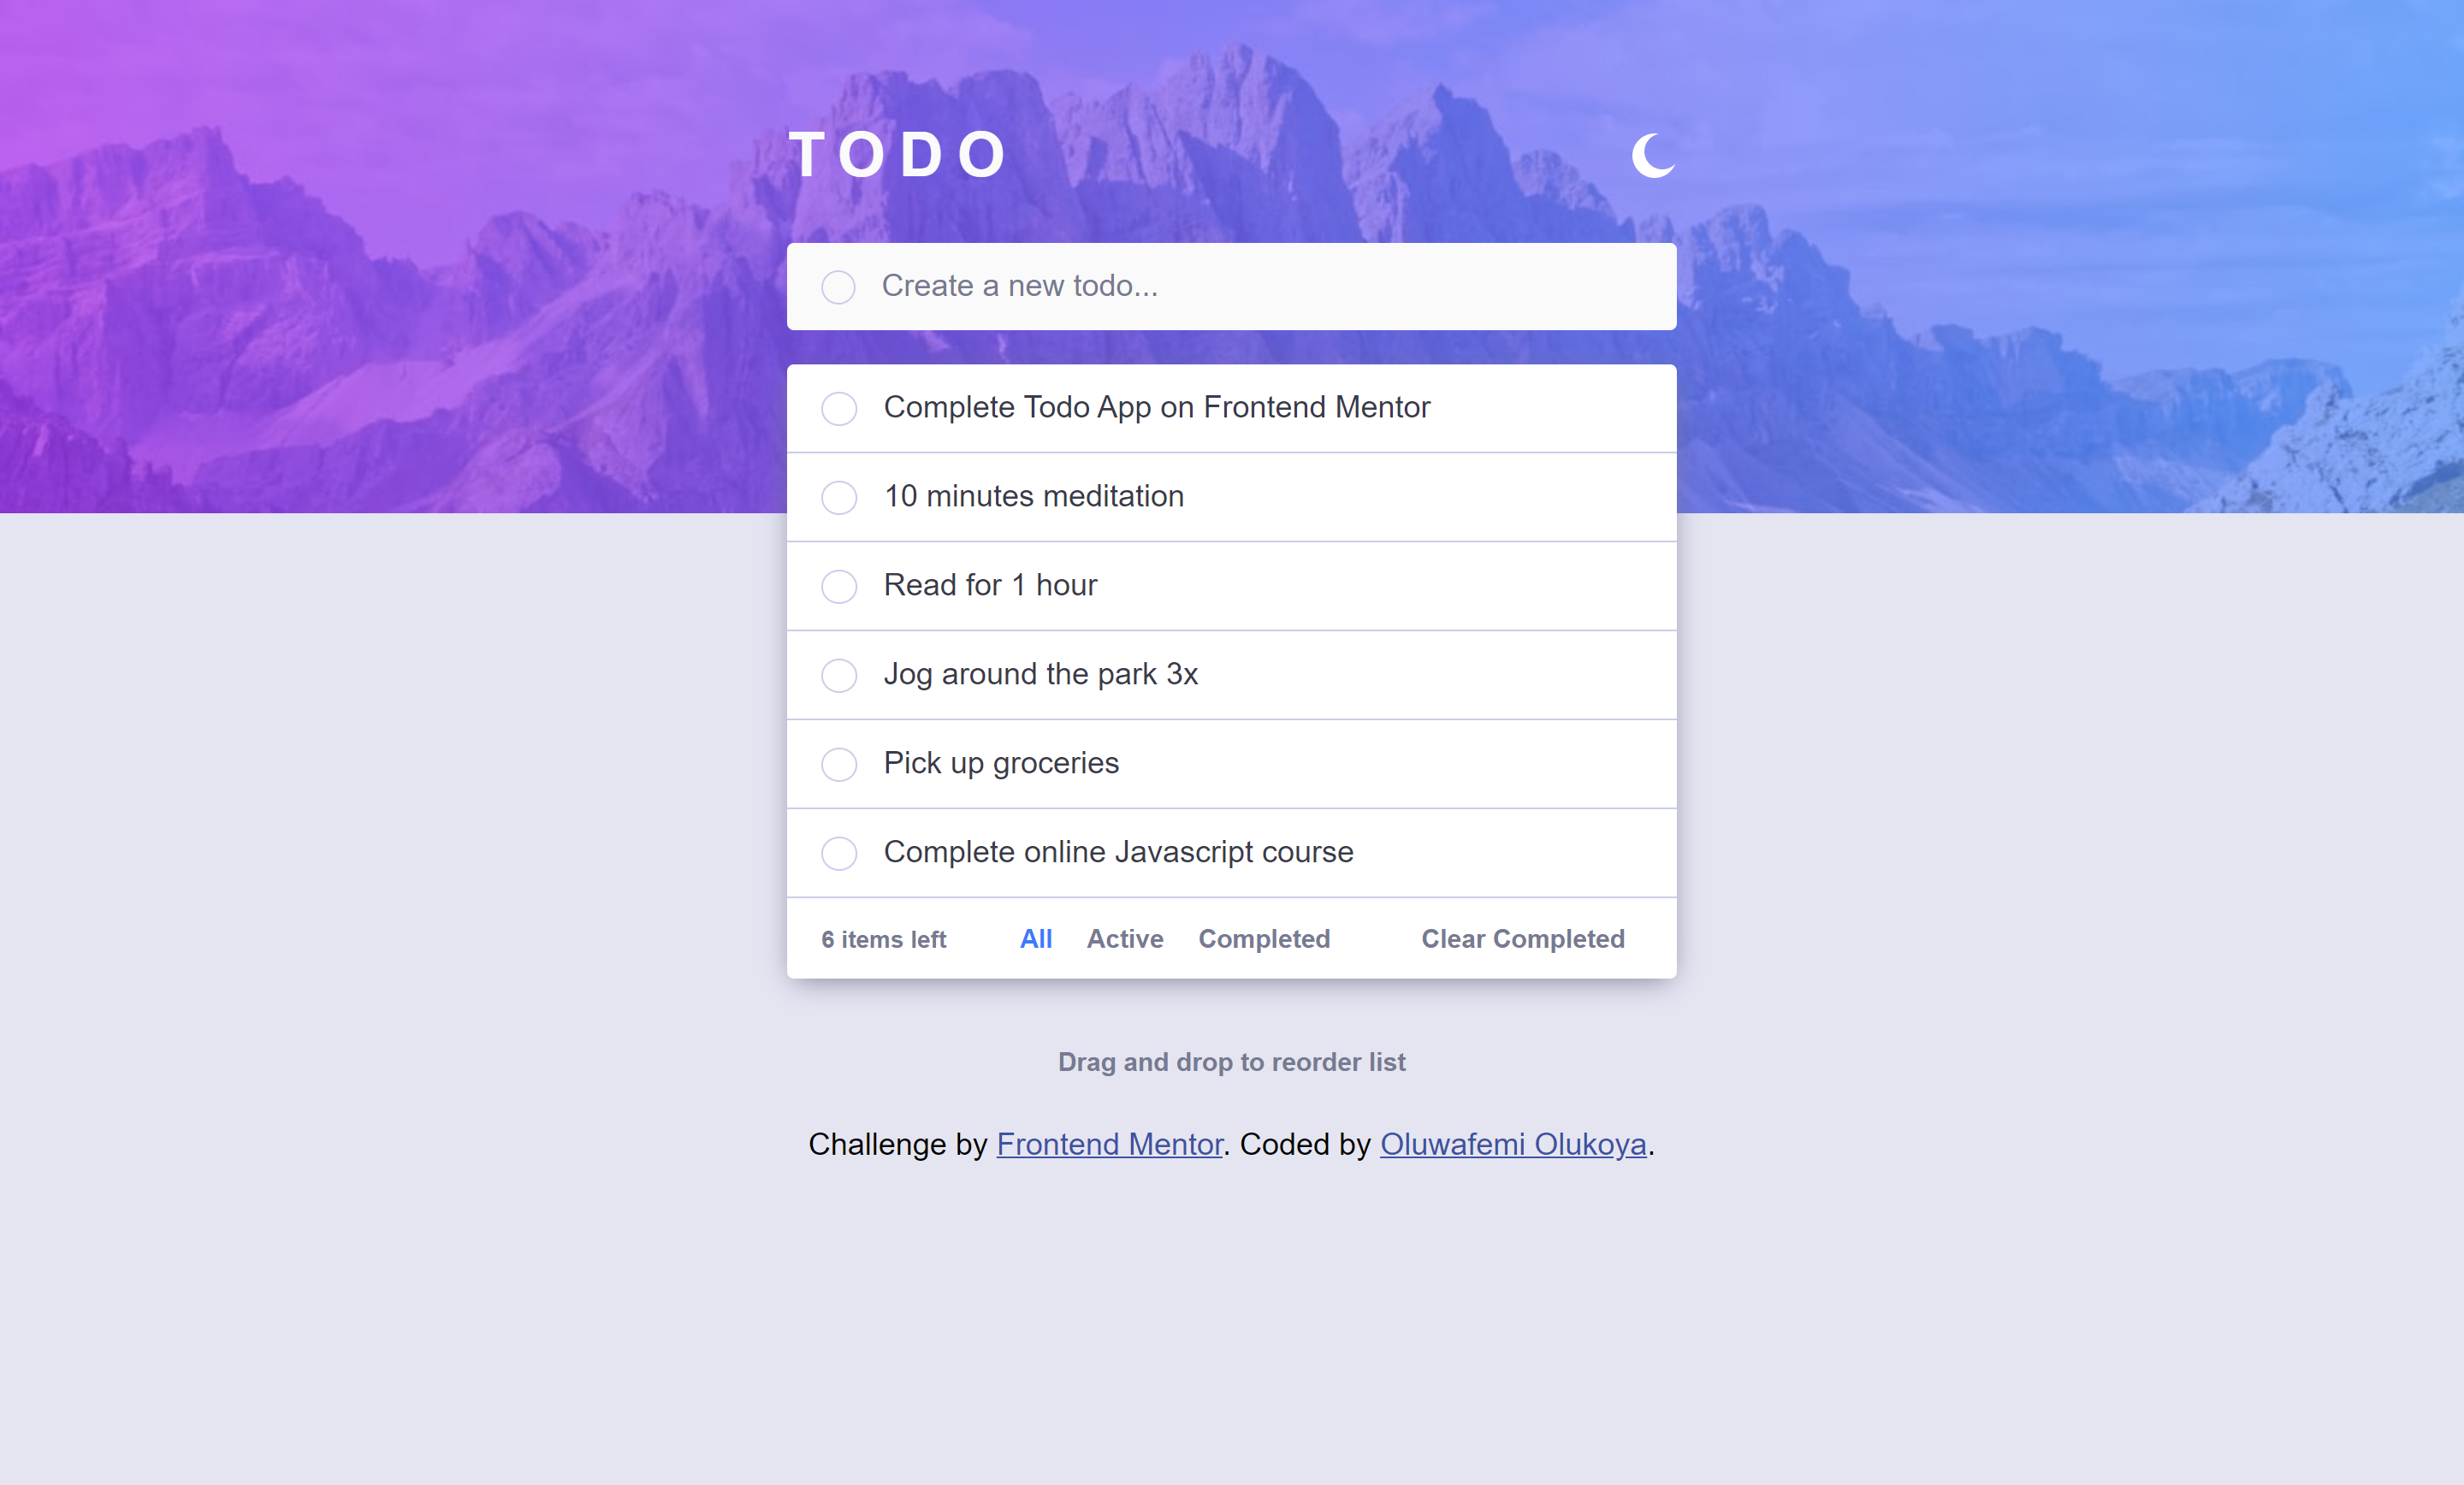 TODO
Create a new todo...
Complete Todo App on Frontend Mentor
10 minutes meditation
Read for 1 hour
Jog around the park 3x
Pick up groceries
Complete online Javascript course
6 items left All Active Completed Clear Completed
Drag and drop to reorder list
Challenge by Frontend Mentor. Coded by Oluwafemi Olukoya.